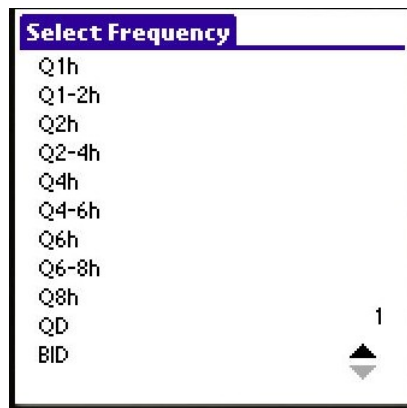 Select Frequency
Q1h
Q1-2h
Q2h
Q2-4h
Q4h
Q4-6h
Q6h
Q6-8h
Q8h
QD
1
BID